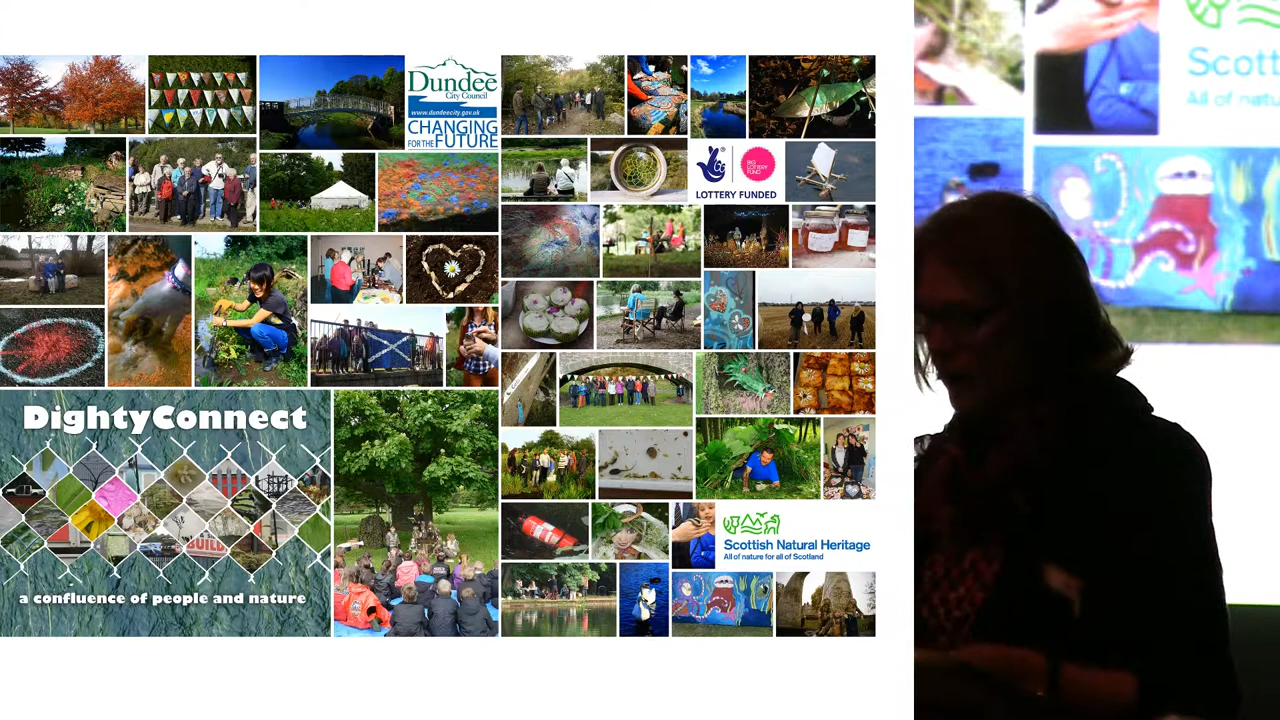 Dundee
City Council
www.dundeecity.gov.uk
CHANGING
FOR THE FUTURE
BIG
LOTTERY
FUND
LOTTERY FUNDED
DightyConnect
BUILD
a confluence of people and nature
Scottish Natural Heritage
All of nature for all of Scotland
Scott
All of natu